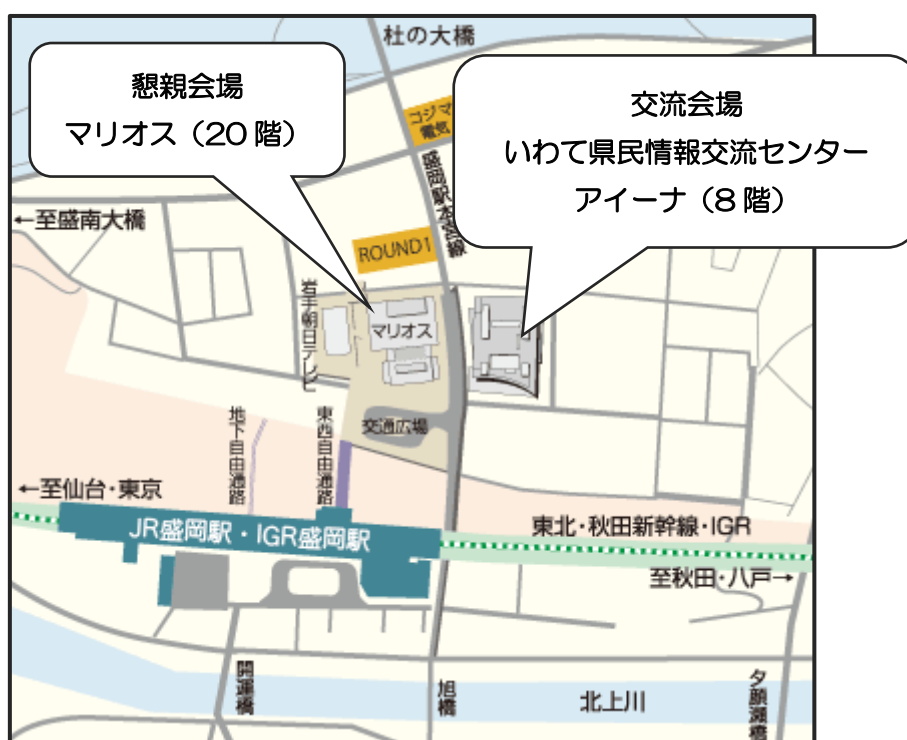 杜の大橋
懇親会場
マリオス（20 階）
交流会場
いわて県民情報交流センター
アイーナ（8 階）
コジマ
電気
盛岡駅本宮線
←至盛南大橋
ROUND1
岩手朝日テレビ
マリオス
交通広場
地下自由通路
東西自由通路
←至仙台・東京
JR盛岡駅・IGR盛岡駅
東北・秋田新幹線・IGR
至秋田・八戸→
開運橋
旭橋
北上川
夕顔瀬橋